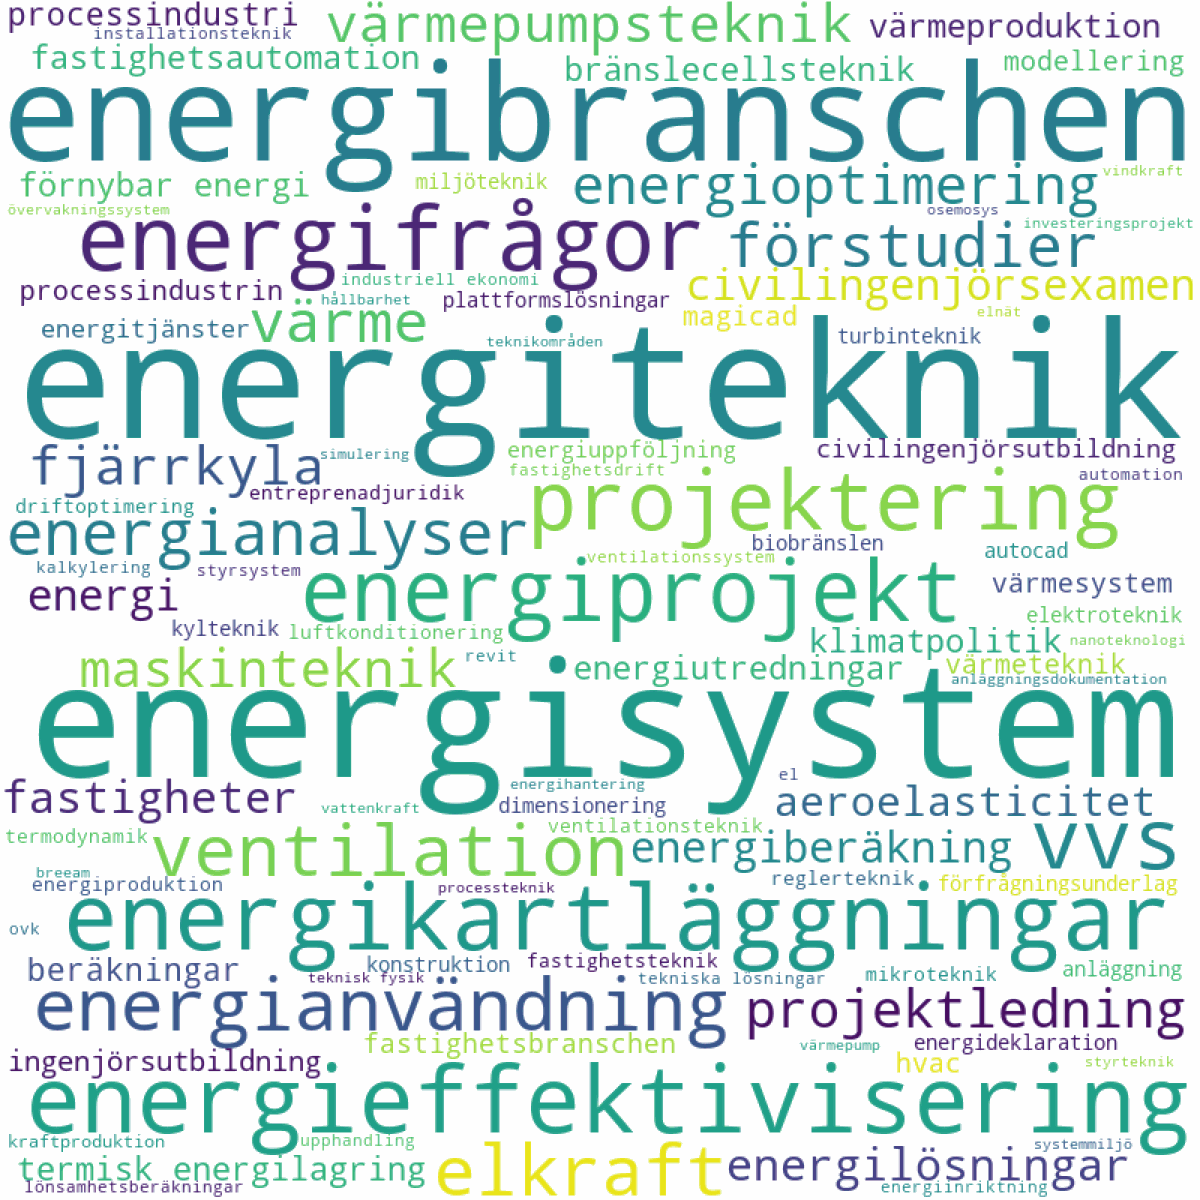 processindustri
installationsteknik
värmepumpsteknik
värmeproduktion
fastighetsautomation
bränslecellsteknik
modellering
energibranschen
förnybar energi
miljöteknik
energioptimering
vindkraft
övervakningssystem
energifrågor
osemosys
investeringsprojekt
förstudier
processindustrin
industriell ekonomi
hållbarhet
plattformslösningar
civilingenjörsexamen
energitjänster
värme
magicad
elnät
teknikområden
turbinteknik
energiteknik
fjärrkyla
simulering
energiuppföljning
civilingenjörsutbildning
fastighetsdrift
automation
entreprenadjuridik
projektering
driftoptimering
energianalyser
biobränslen
autocad
kalkylering
styrsystem
ventilationssystem
energi
energiprojekt
värmesystem
elektroteknik
kylteknik
luftkonditionering
klimatpolitik
nanoteknologi
maskinteknik
revit
energiutredningar
värmeteknik
anläggningsdokumentation
energisystem
fastigheter
vattenkraft
energihantering
dimensionering
el
aeroelasticitet
termodynamik
ventilation
ventilationsteknik
energiberäkning
vvs
breeam
energiproduktion
processteknik
reglerteknik
förfrågningsunderlag
energikartläggningar
ovk
beräkningar
konstruktion
fastighetsteknik
teknisk fysik
tekniska lösningar
mikroteknik
anläggning
energianvändning
projektledning
fastighetsbranschen
värmepump
energideklaration
ingenjörsutbildning
hvac
styrteknik
energieffektivisering
kraftproduktion
upphandling
systemmiljö
termisk energilagring
elkraft
energilösningar
lönsamhetsberäkningar
energiinriktning